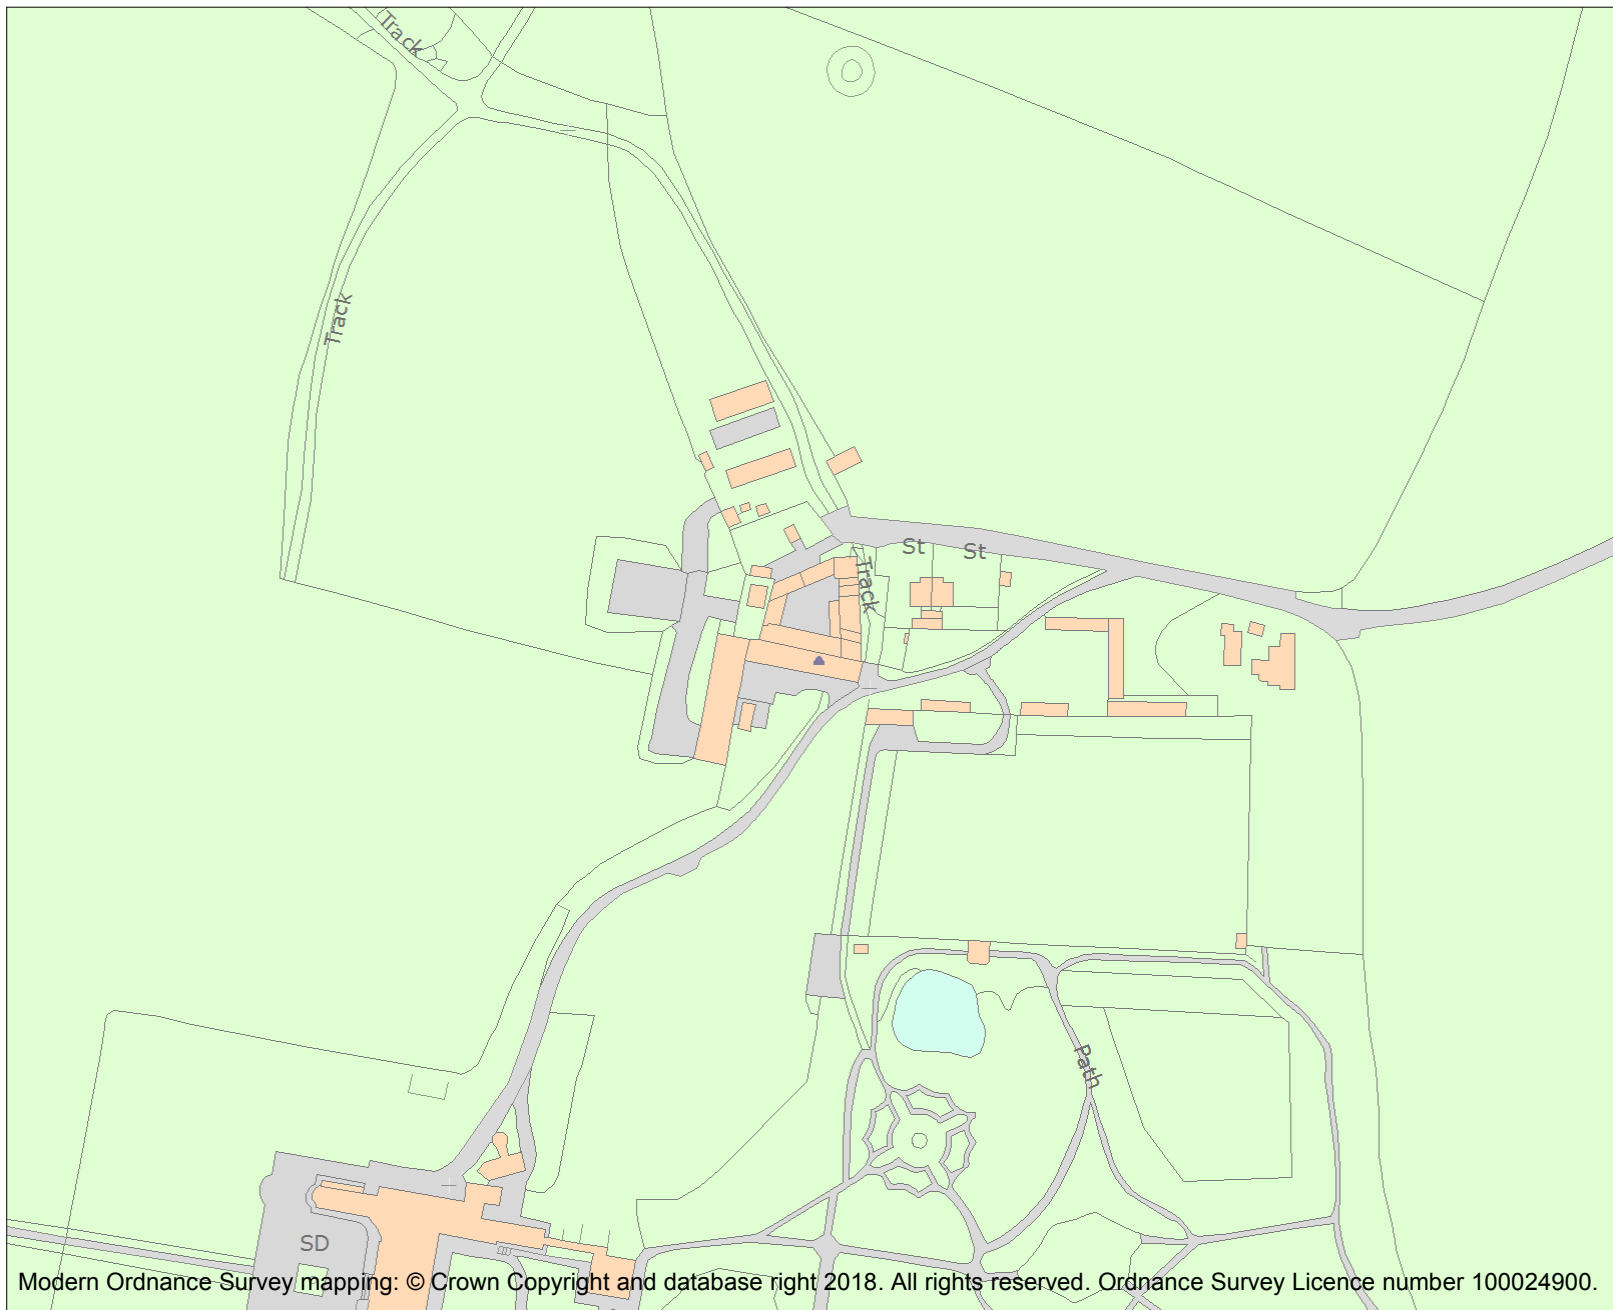 Track
Track
St
St
Track
Path
SD
Modern Ordnance Survey mapping: © Crown Copyright and database right 2018. All rights reserved. Ordnance Survey Licence number 100024900.